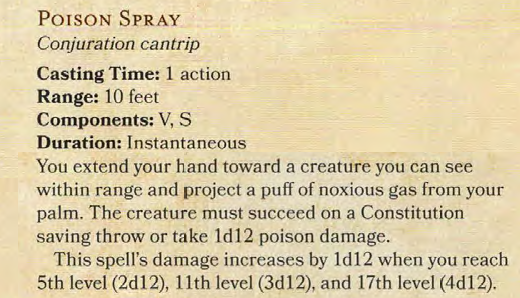 POISON SPRAY
Conjuration cantrip
Casting Time: 1 action
Range: 10 feet
Components: V, S
Duration: Instantaneous
You extend your hand toward a creature you can see
within range and project a puff of noxious gas from your
palm. The creature must succeed on a Constitution
saving throw or take 1d12 poison damage.
This spell's damage increases by 1d12 when you reach
5th level (2d12), 11th level (3d12), and 17th level (4d12).